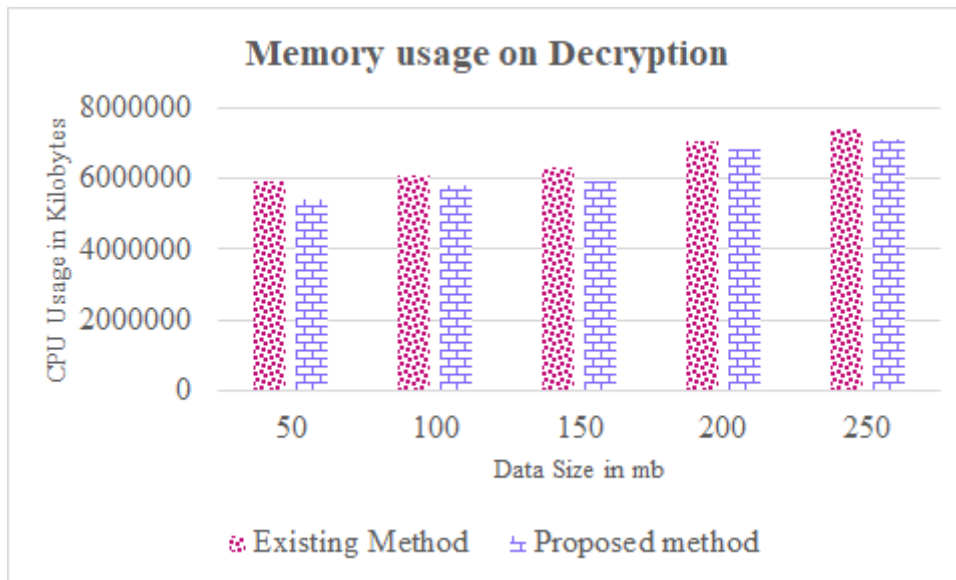 Memory usage on Decryption
CPU Usage in Kilobytes
8000000
6000000
4000000
2000000
0
50 100 150 200 250
Data Size in mb
Existing Method Proposed method